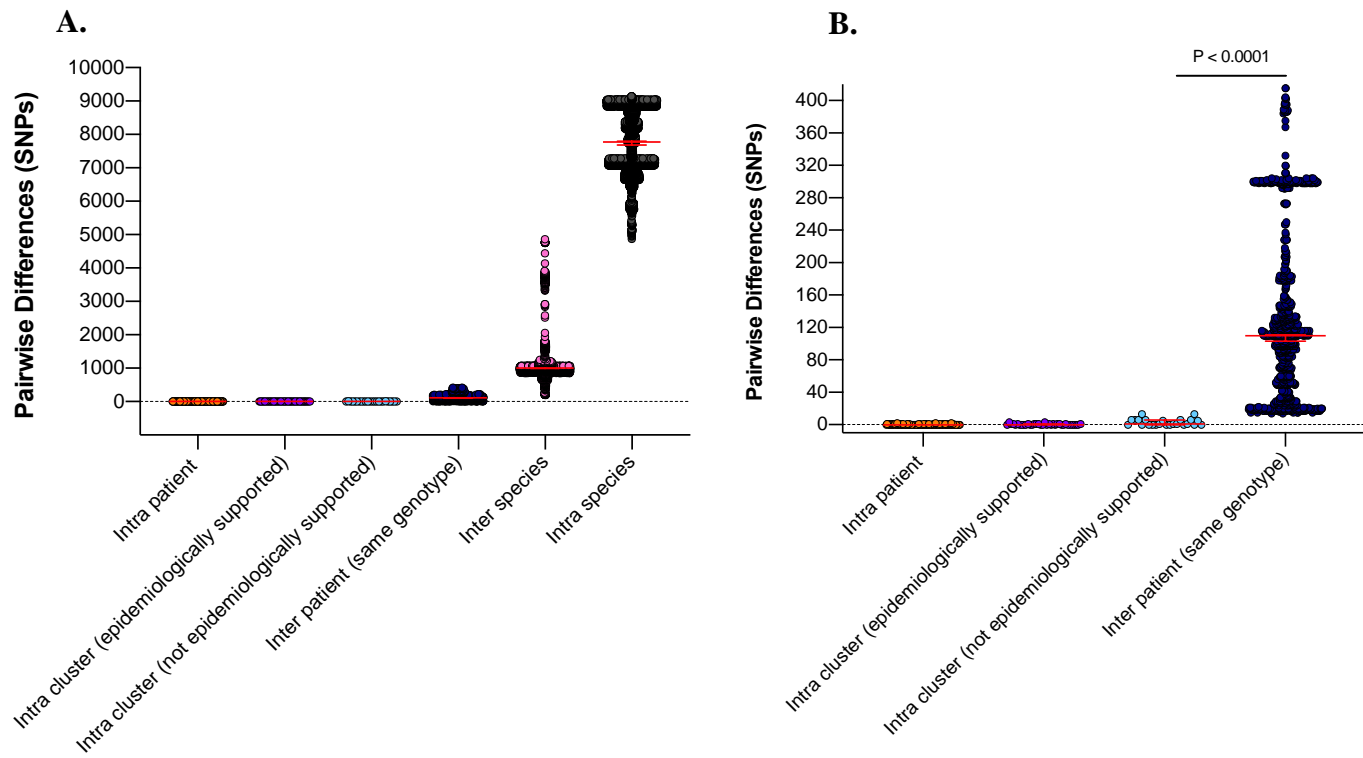 A.
Pairwise Differences (SNPs)
10000
9000
8000
7000
6000
5000
4000
3000
2000
1000
0
Intra patient
Intra cluster (epidemiologically supported)
Intra cluster (not epidemiologically supported)
Inter patient (same genotype)
Inter species
Intra species
B.
P < 0.0001
Pairwise Differences (SNPs)
400
360
320
280
240
200
160
120
80
40
0
Intra patient
Intra cluster (epidemiologically supported)
Intra cluster (not epidemiologically supported)
Inter patient (same genotype)